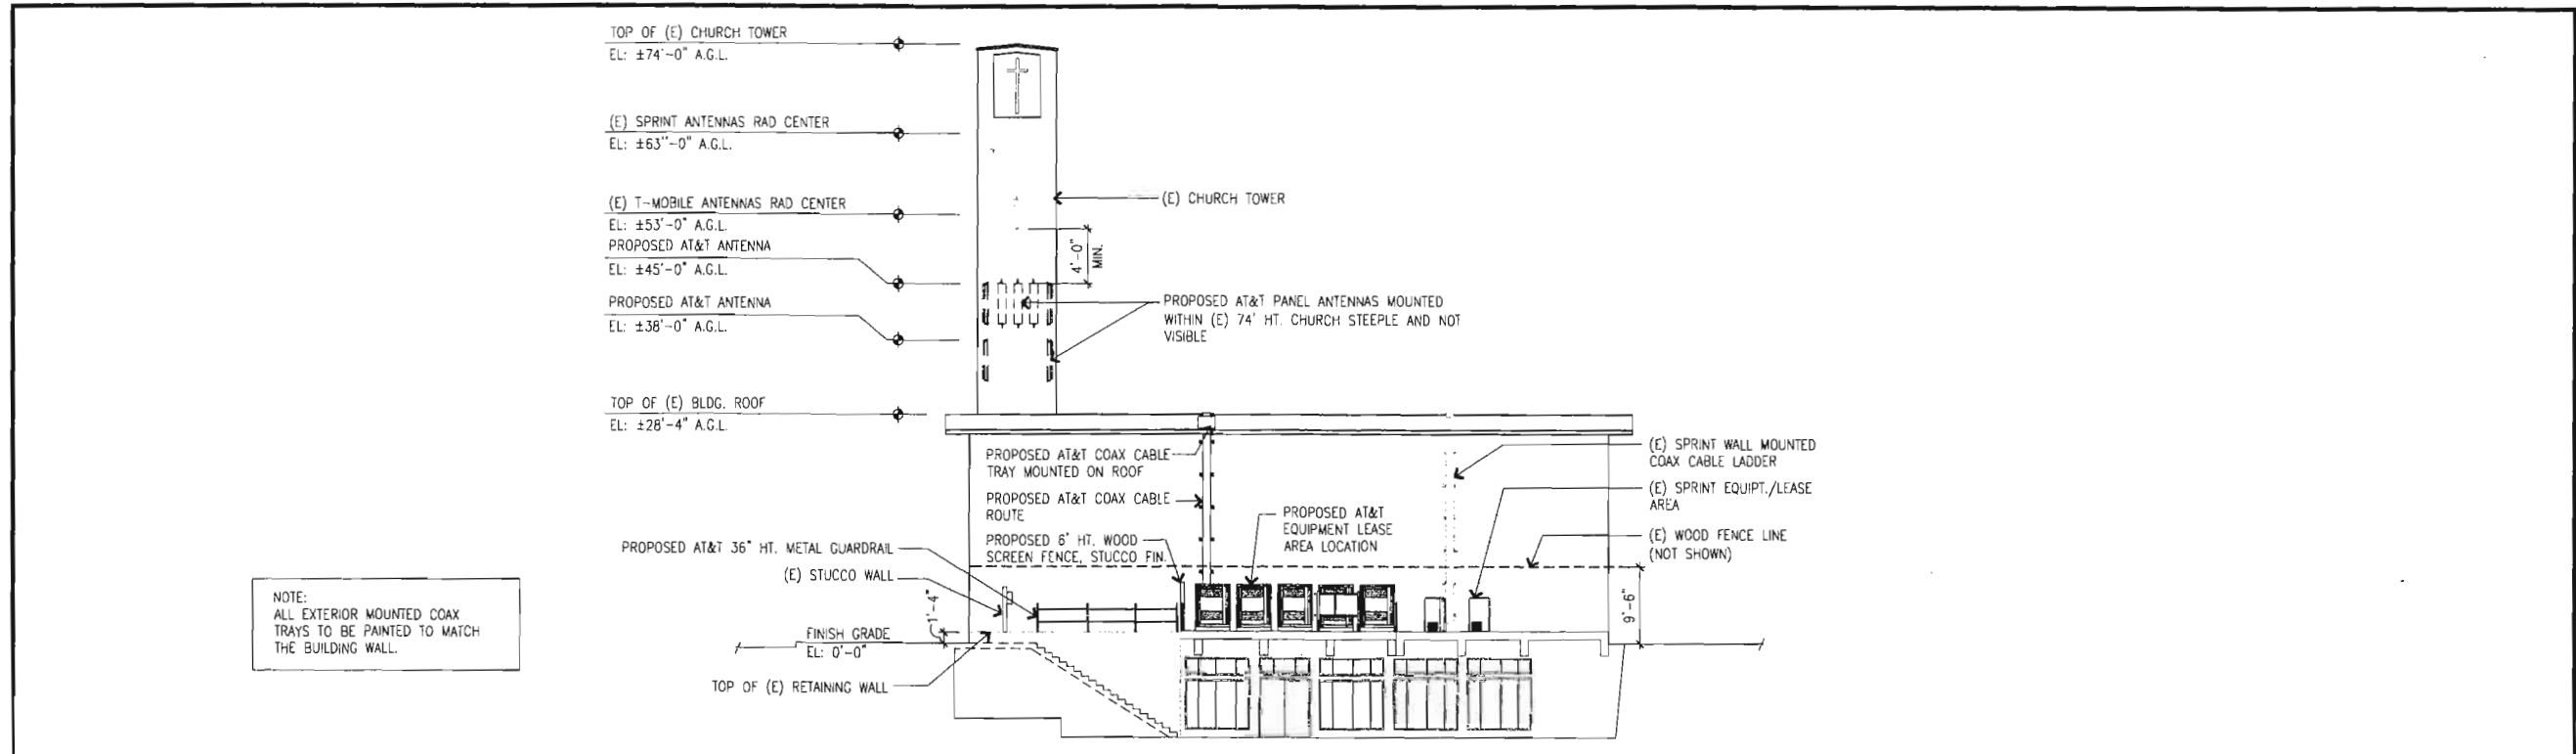 TOP OF (E) CHURCH TOWER
EL: ±74'-0" A.G.L.
(E) SPRINT ANTENNAS RAD CENTER
EL: ±63''-0" A.G.L.
(E) T-MOBILE ANTENNAS RAD CENTER
EL: ±53'-0" A.G.L.
PROPOSED AT&T ANTENNA
EL: ±45'-0" A.G.L.
PROPOSED AT&T ANTENNA
EL: ±38'-0" A.G.L.
TOP OF (E) BLDG. ROOF
EL: ±28'-4" A.G.L.
(E) CHURCH TOWER
4'-0"
MIN.
PROPOSED AT&T PANEL ANTENNAS MOUNTED
WITHIN (E) 74' HT. CHURCH STEEPLE AND NOT
VISIBLE
PROPOSED AT&T COAX CABLE
TRAY MOUNTED ON ROOF
PROPOSED AT&T COAX CABLE
ROUTE
PROPOSED 6' HT. WOOD
SCREEN FENCE, STUCCO FIN.
PROPOSED AT&T
EQUIPMENT LEASE
AREA LOCATION
(E) SPRINT WALL MOUNTED
COAX CABLE LADDER
(E) SPRINT EQUIPT./LEASE
AREA
(E) WOOD FENCE LINE
(NOT SHOWN)
PROPOSED AT&T 36" HT. METAL GUARDRAIL
(E) STUCCO WALL
1'-4"
9'-6"
FINISH GRADE
EL: 0'-0"
TOP OF (E) RETAINING WALL
NOTE:
ALL EXTERIOR MOUNTED COAX
TRAYS TO BE PAINTED TO MATCH
THE BUILDING WALL.